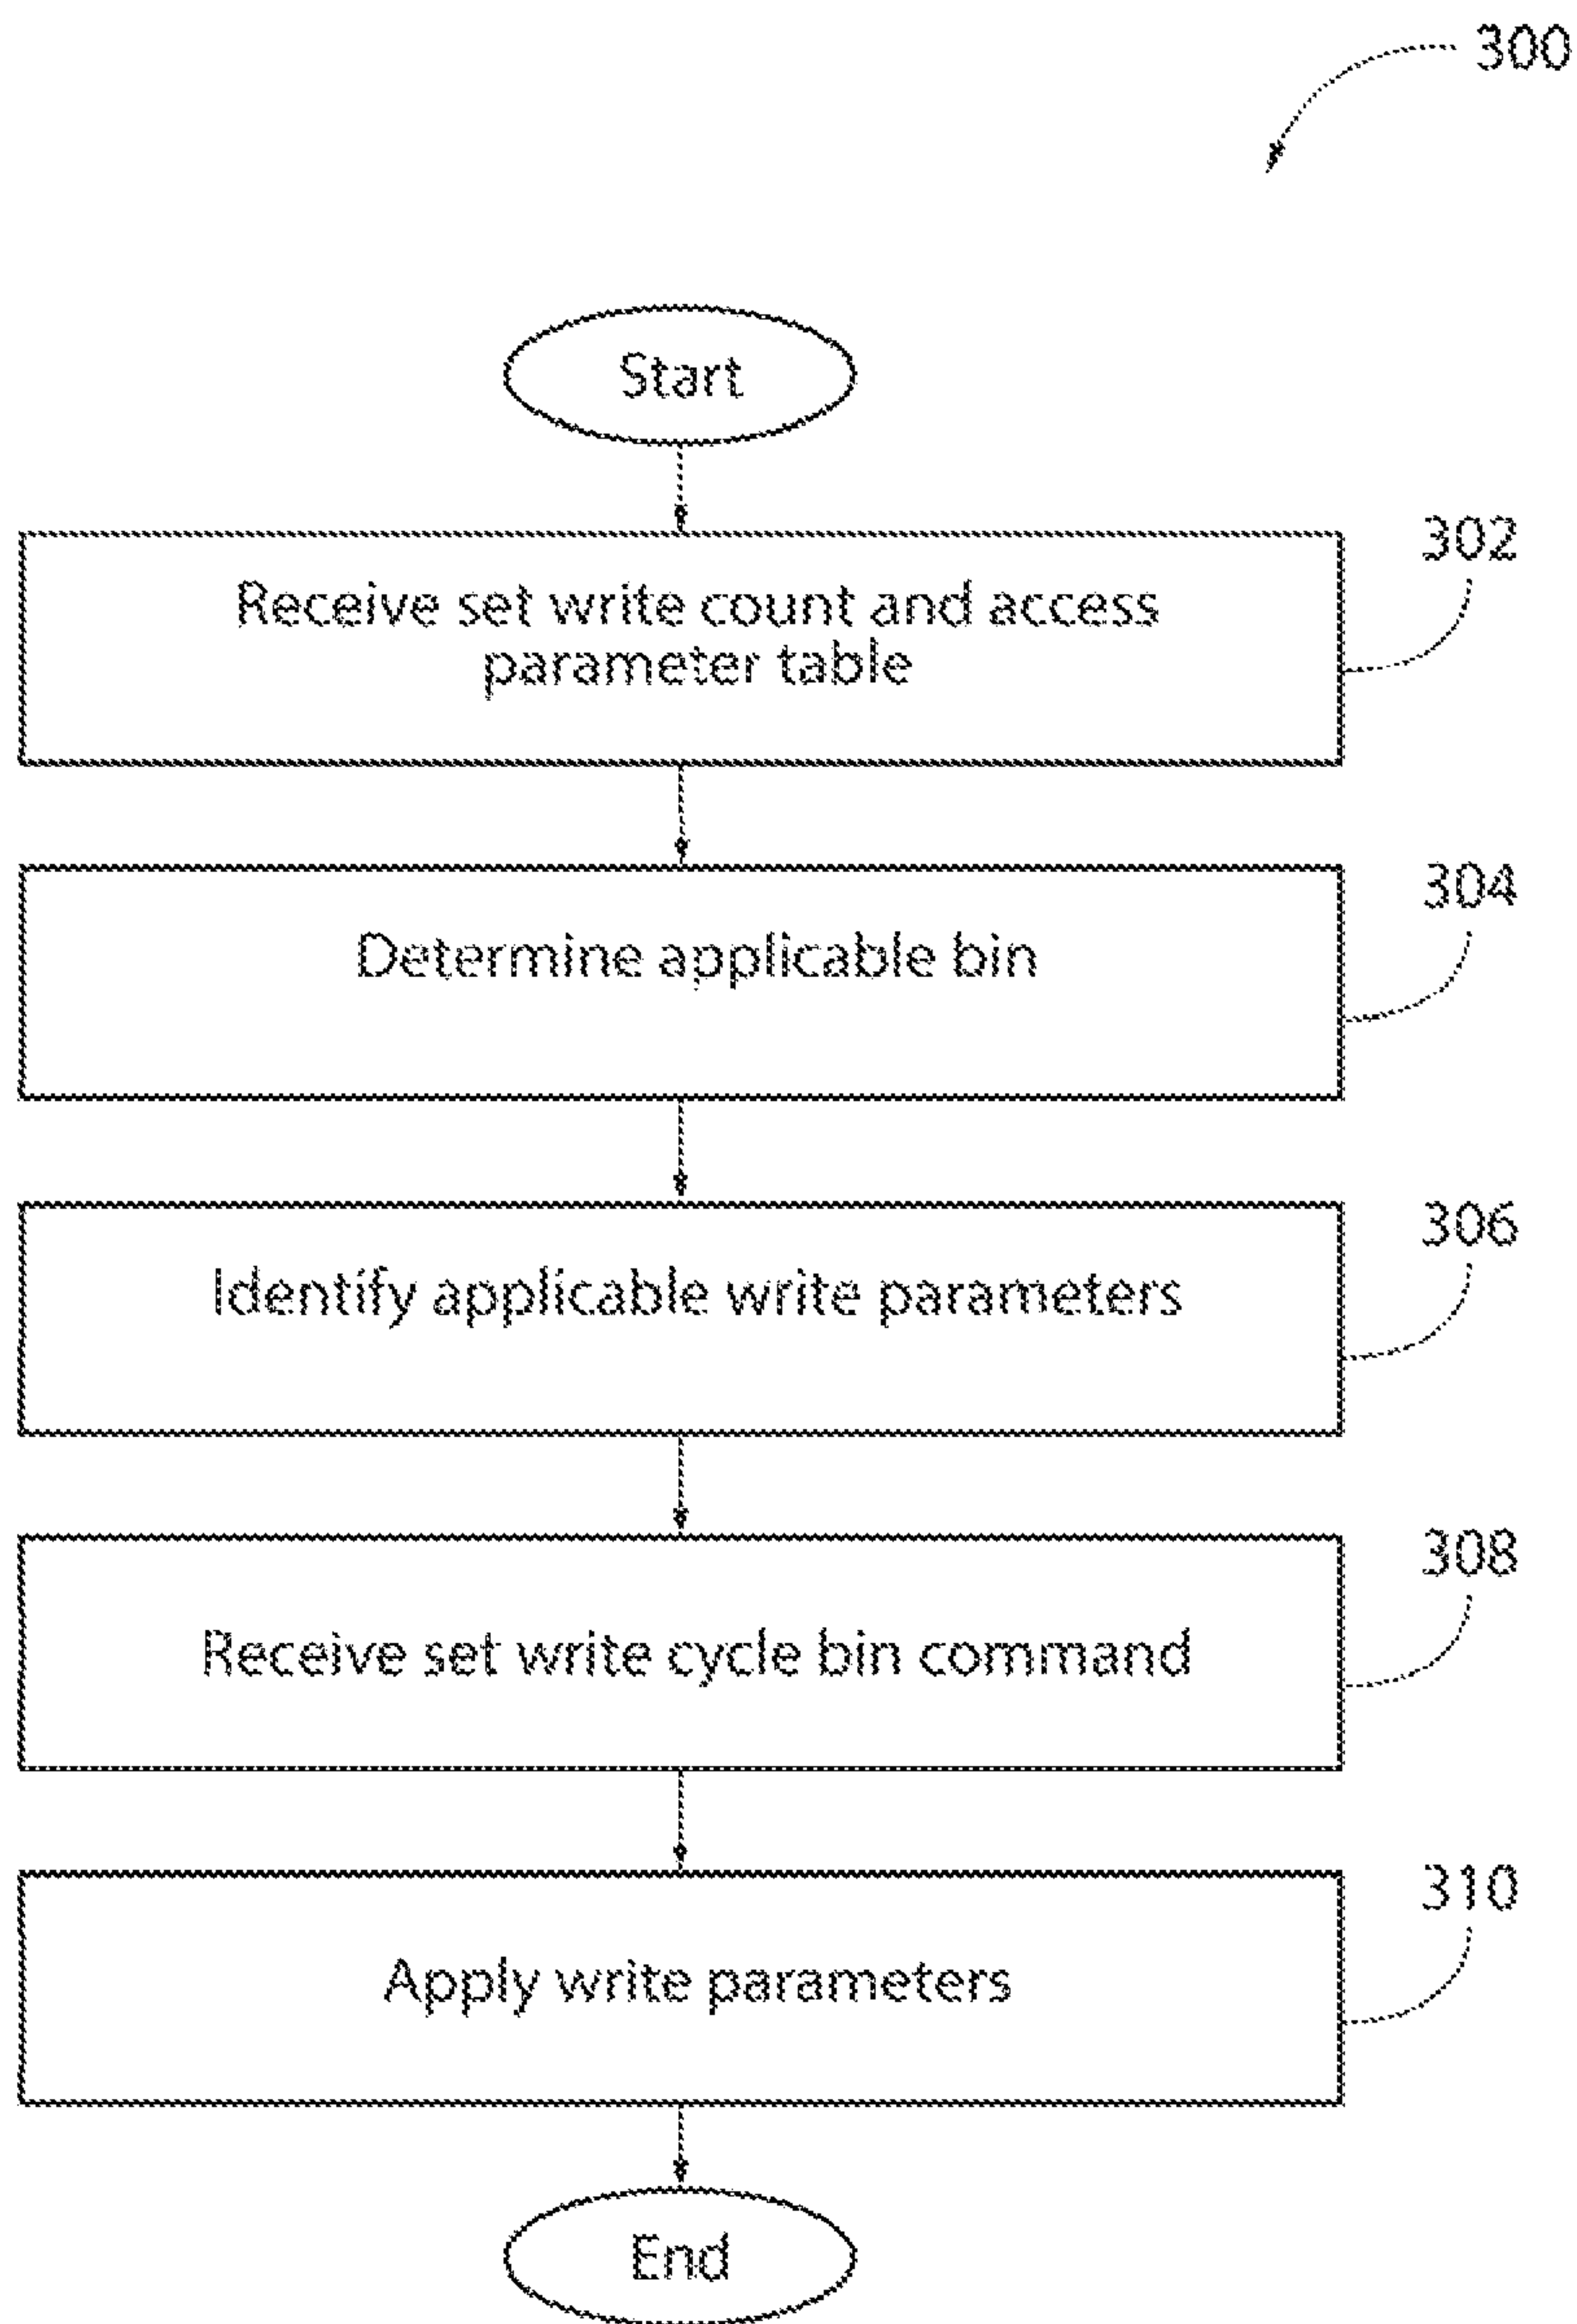 300
Start
302
Receive set write count and access
parameter table
304
Determine applicable bin
306
Identify applicable write parameters
308
Receive set write cycle bin command
310
Apply write parameters
End